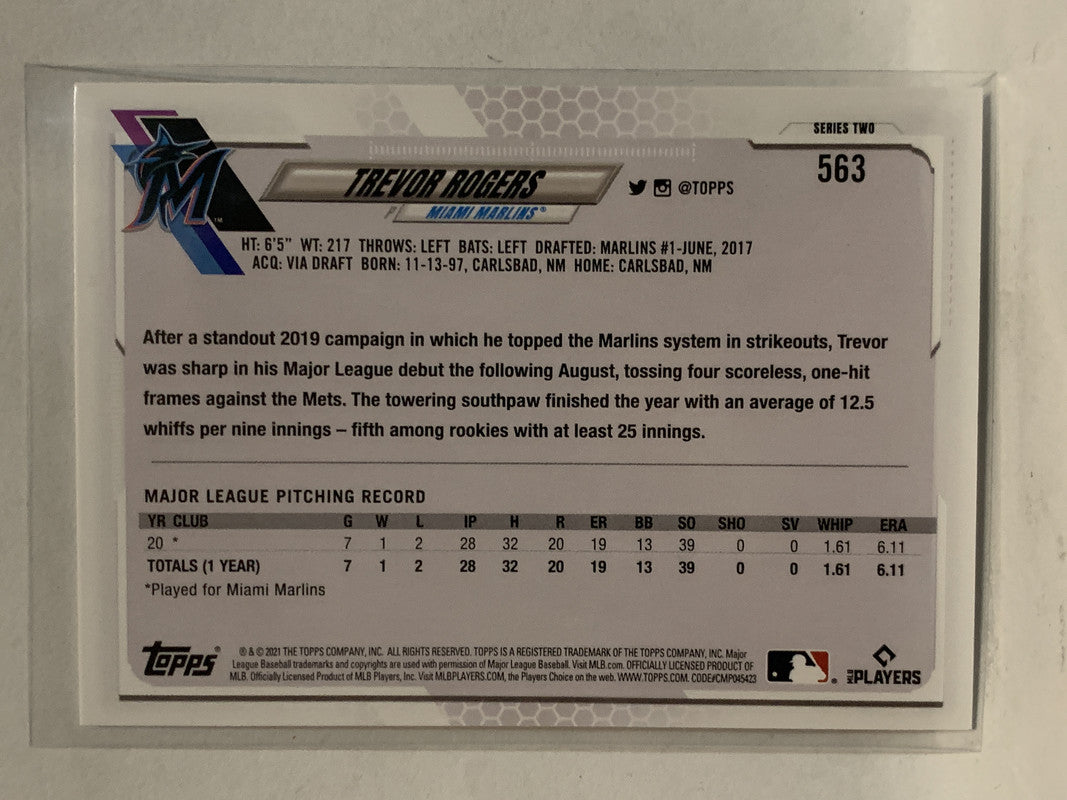 SERIES TWO
563
M
TREVOR ROGERS
@TOPPS
P MIAMI MARLINS®
HT: 6'5" WT: 217 THROWS: LEFT BATS: LEFT DRAFTED: MARLINS #1-JUNE, 2017
ACQ: VIA DRAFT BORN: 11-13-97, CARLSBAD, NM HOME: CARLSBAD, NM
After a standout 2019 campaign in which he topped the Marlins system in strikeouts, Trevor
was sharp in his Major League debut the following August, tossing four scoreless, one-hit
frames against the Mets. The towering southpaw finished the year with an average of 12.5
whiffs per nine innings – fifth among rookies with at least 25 innings.
MAJOR LEAGUE PITCHING RECORD
YR CLUB G W L IP H R ER BB SO SHO SV WHIP ERA
20 * 7 1 2 28 32 20 19 13 39 0 0 1.61 6.11
TOTALS (1 YEAR) 7 1 2 28 32 20 19 13 39 0 0 1.61 6.11
*Played for Miami Marlins
Topps®
® & © 2021 THE TOPPS COMPANY, INC. ALL RIGHTS RESERVED. TOPPS IS A REGISTERED TRADEMARK OF THE TOPPS COMPANY, INC. Major
League Baseball trademarks and copyrights are used with permission of Major League Baseball. Visit MLB.com. OFFICIALLY LICENSED PRODUCT OF
MLB. Officially Licensed Product of MLB Players, Inc. Visit MLBPLAYERS.COM, the Players Choice on the web. WWW.TOPPS.COM. CODE#CMP045423
MLB PLAYERS